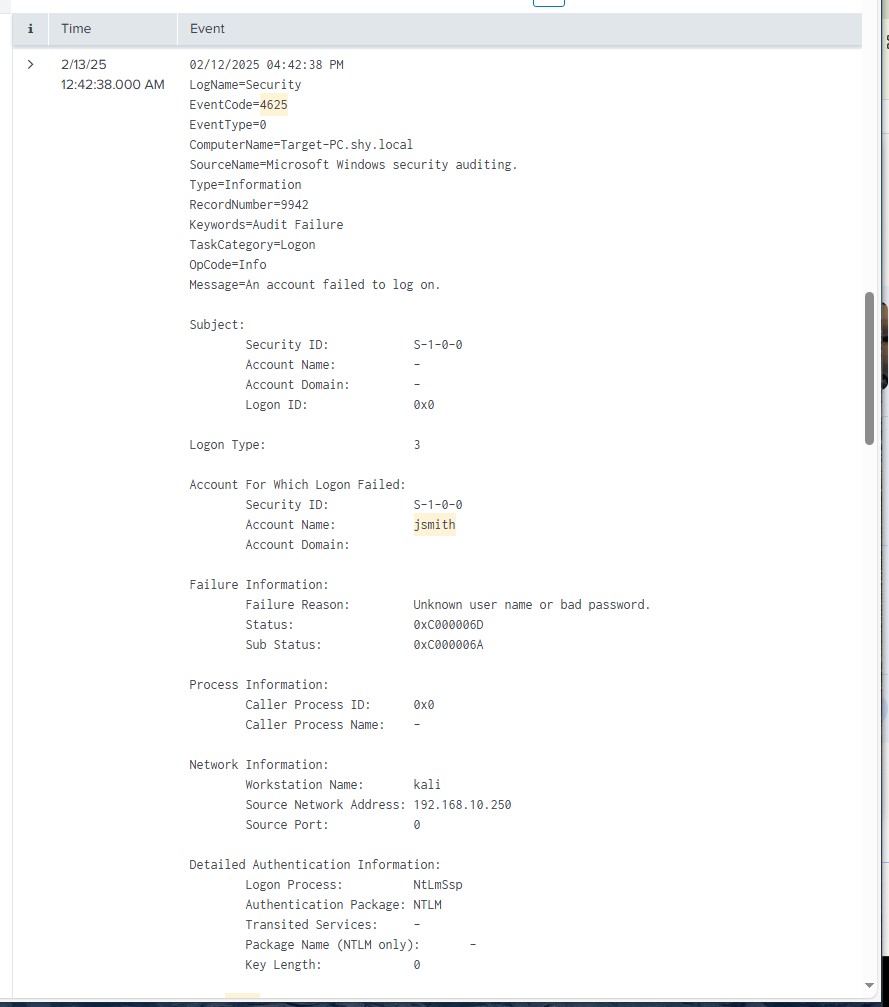 i Time Event
2/13/25
12:42:38.000 AM
02/12/2025 04:42:38 PM
LogName=Security
EventCode=4625
EventType=0
ComputerName=Target-PC.shy.local
SourceName=Microsoft Windows security auditing.
Type=Information
RecordNumber=9942
Keywords=Audit Failure
TaskCategory=Logon
OpCode=Info
Message=An account failed to log on.
Subject:
Security ID: S-1-0-0
Account Name: -
Account Domain: -
Logon ID: 0x0
Logon Type: 3
Account For Which Logon Failed:
Security ID: S-1-0-0
Account Name: jsmith
Account Domain:
Failure Information:
Failure Reason: Unknown user name or bad password.
Status: 0xC000006D
Sub Status: 0xC000006A
Process Information:
Caller Process ID: 0x0
Caller Process Name: -
Network Information:
Workstation Name: kali
Source Network Address: 192.168.10.250
Source Port: 0
Detailed Authentication Information:
Logon Process: NtLmSsp
Authentication Package: NTLM
Transited Services: -
Package Name (NTLM only): -
Key Length: 0